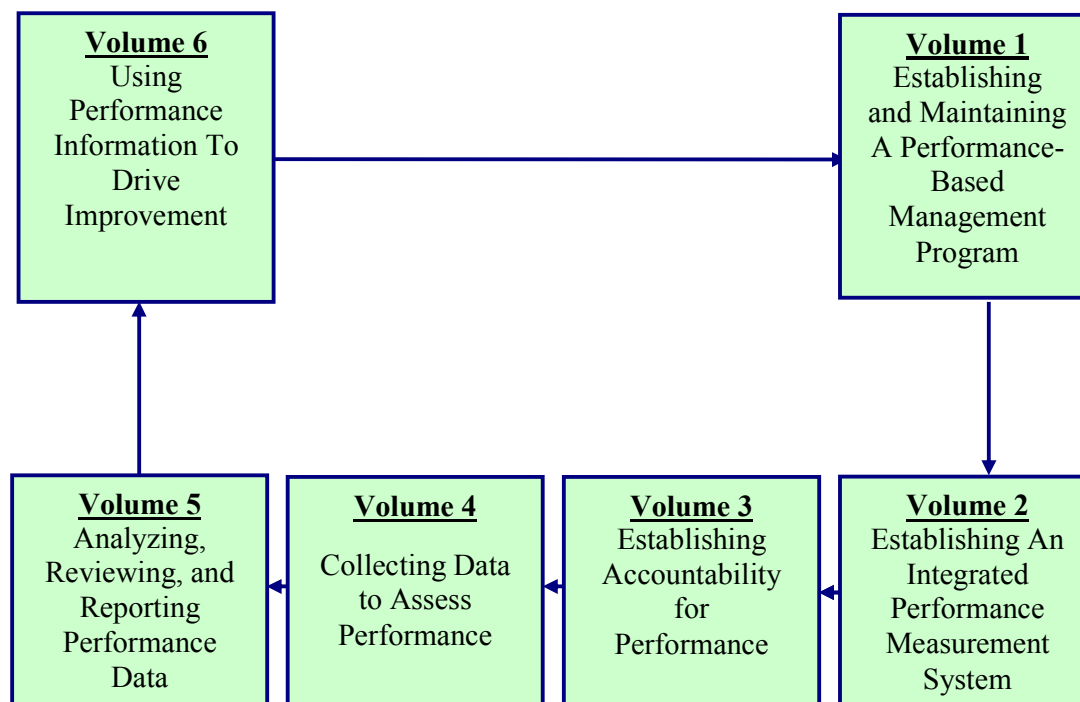 Volume 6
Using
Performance
Information To
Drive
Improvement
Volume 1
Establishing
and Maintaining
A Performance-
Based
Management
Program
Volume 5
Analyzing,
Reviewing, and
Reporting
Performance
Data
Volume 4
Collecting Data
to Assess
Performance
Volume 3
Establishing
Accountability
for
Performance
Volume 2
Establishing An
Integrated
Performance
Measurement
System